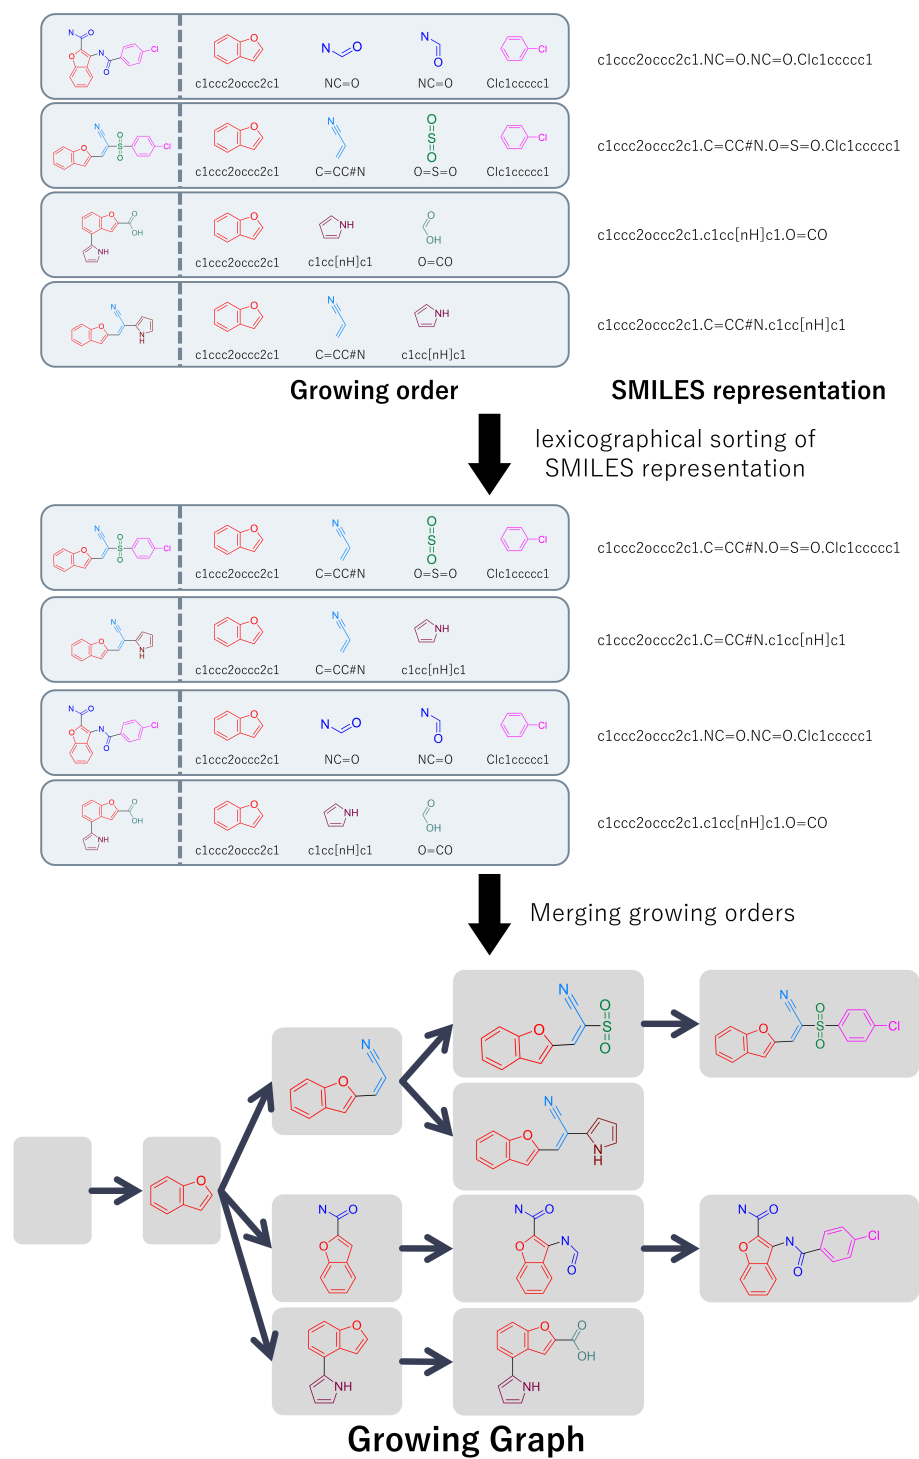 c1ccc2occc2c1 NC=O NC=O Clc1ccccc1
c1ccc2occc2c1.NC=O.NC=O.Clc1ccccc1
c1ccc2occc2c1 C=CC#N O=S=O Clc1ccccc1
c1ccc2occc2c1.C=CC#N.O=S=O.Clc1ccccc1
c1ccc2occc2c1 c1cc[nH]c1 O=CO
c1ccc2occc2c1.c1cc[nH]c1.O=CO
c1ccc2occc2c1 C=CC#N c1cc[nH]c1
c1ccc2occc2c1.C=CC#N.c1cc[nH]c1
Growing order
SMILES representation
lexicographical sorting of
SMILES representation
c1ccc2occc2c1 C=CC#N O=S=O Clc1ccccc1
c1ccc2occc2c1.C=CC#N.O=S=O.Clc1ccccc1
c1ccc2occc2c1 C=CC#N c1cc[nH]c1
c1ccc2occc2c1.C=CC#N.c1cc[nH]c1
c1ccc2occc2c1 NC=O NC=O Clc1ccccc1
c1ccc2occc2c1.NC=O.NC=O.Clc1ccccc1
c1ccc2occc2c1 c1cc[nH]c1 O=CO
c1ccc2occc2c1.c1cc[nH]c1.O=CO
Merging growing orders
Growing Graph